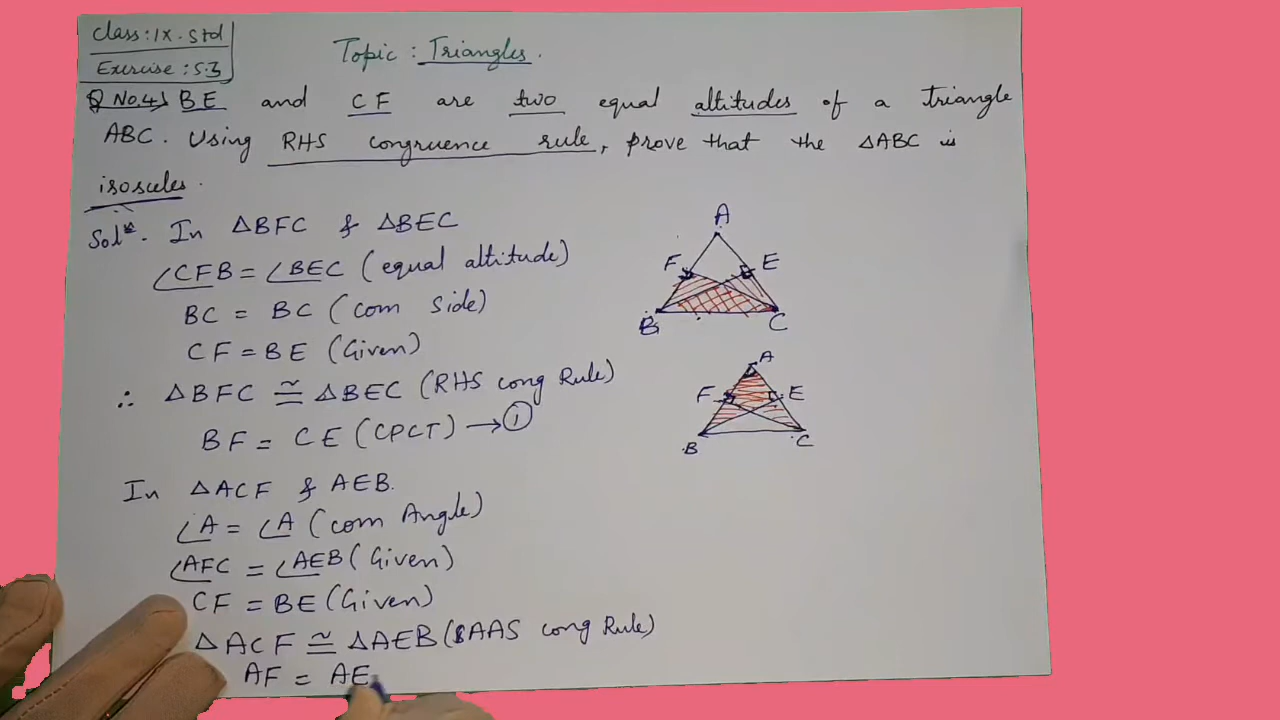 Class: IX. Std
Exercise: 5.3
Topic: Triangles.
Q No.4) BE and CF are two equal altitudes of a triangle
ABC. Using RHS congruence rule, prove that the △ABC is
isosceles.
Sol. In △BFC & △BEC
∠CFB = ∠BEC (equal altitude)
BC = BC (com side)
CF = BE (Given)
∴ △BFC ≅ △BEC (RHS cong Rule)
BF = CE (CPCT) → ①
In △ACF & AEB.
∠A = ∠A (com Angle)
∠AFC = ∠AEB (Given)
CF = BE (Given)
△ACF ≅ △AEB (AAS cong Rule)
AF = AE
A
F E
B C
A
F E
B C